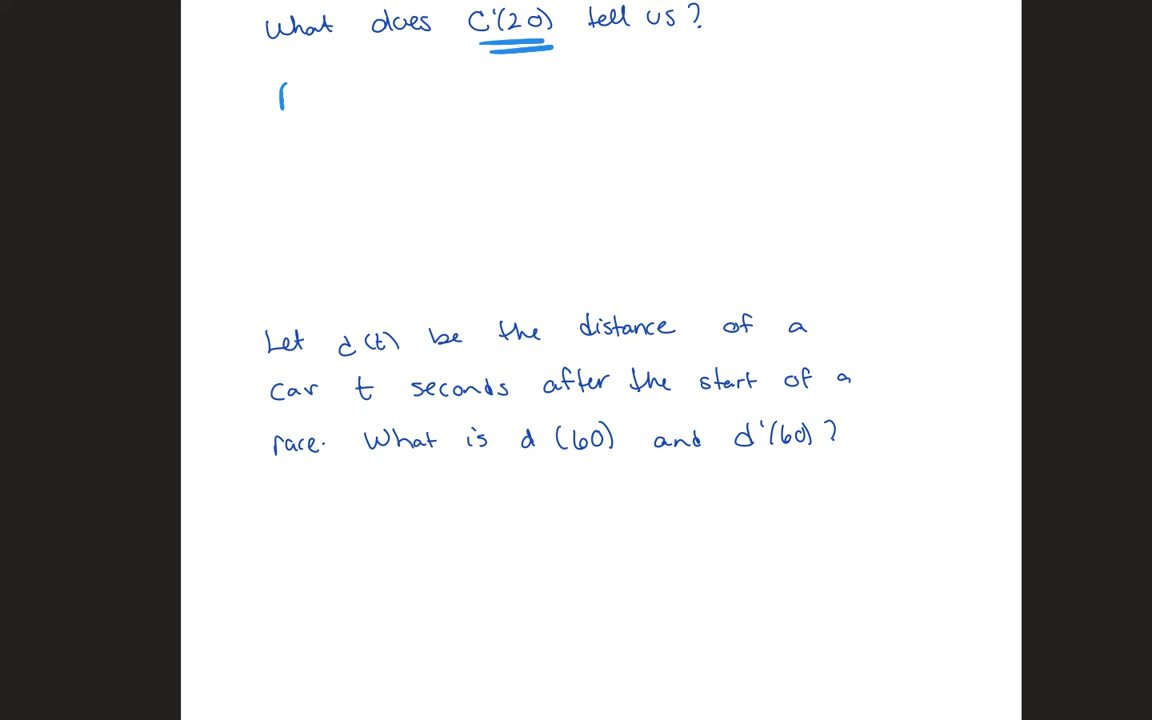 What does C'(20) tell us?
Let d(t) be the distance of a
car t seconds after the start of a
race. What is d (60) and d'(60)?